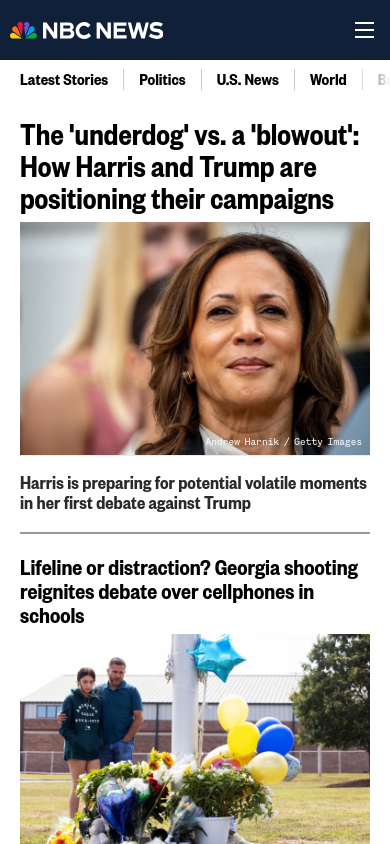 NBC NEWS
Latest Stories
Politics
U.S. News
World
The 'underdog' vs. a 'blowout':
How Harris and Trump are
positioning their campaigns
Andrew Harnik / Getty Images
Harris is preparing for potential volatile moments
in her first debate against Trump
Lifeline or distraction? Georgia shooting
reignites debate over cellphones in
schools